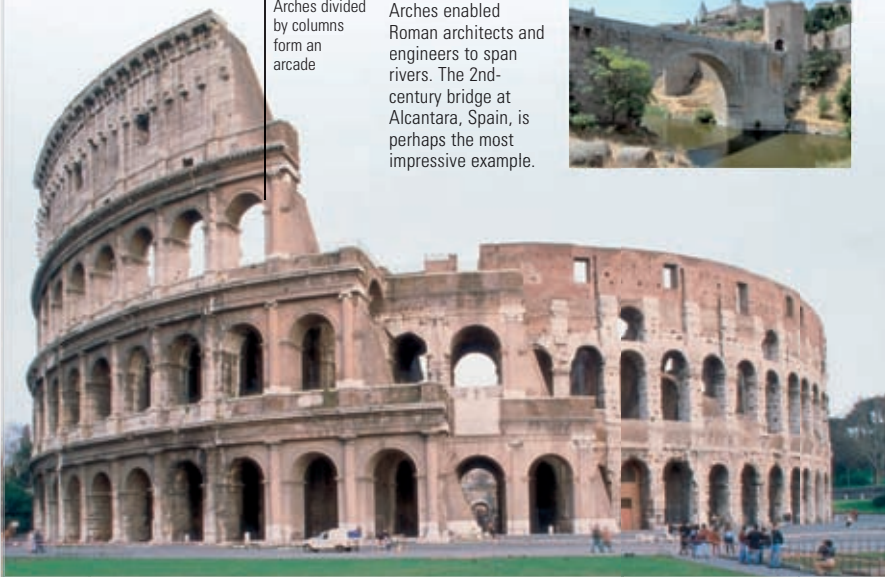 Arches divided
by columns
form an
arcade
Arches enabled
Roman architects and
engineers to span
rivers. The 2nd-
century bridge at
Alcantara, Spain, is
perhaps the most
impressive example.